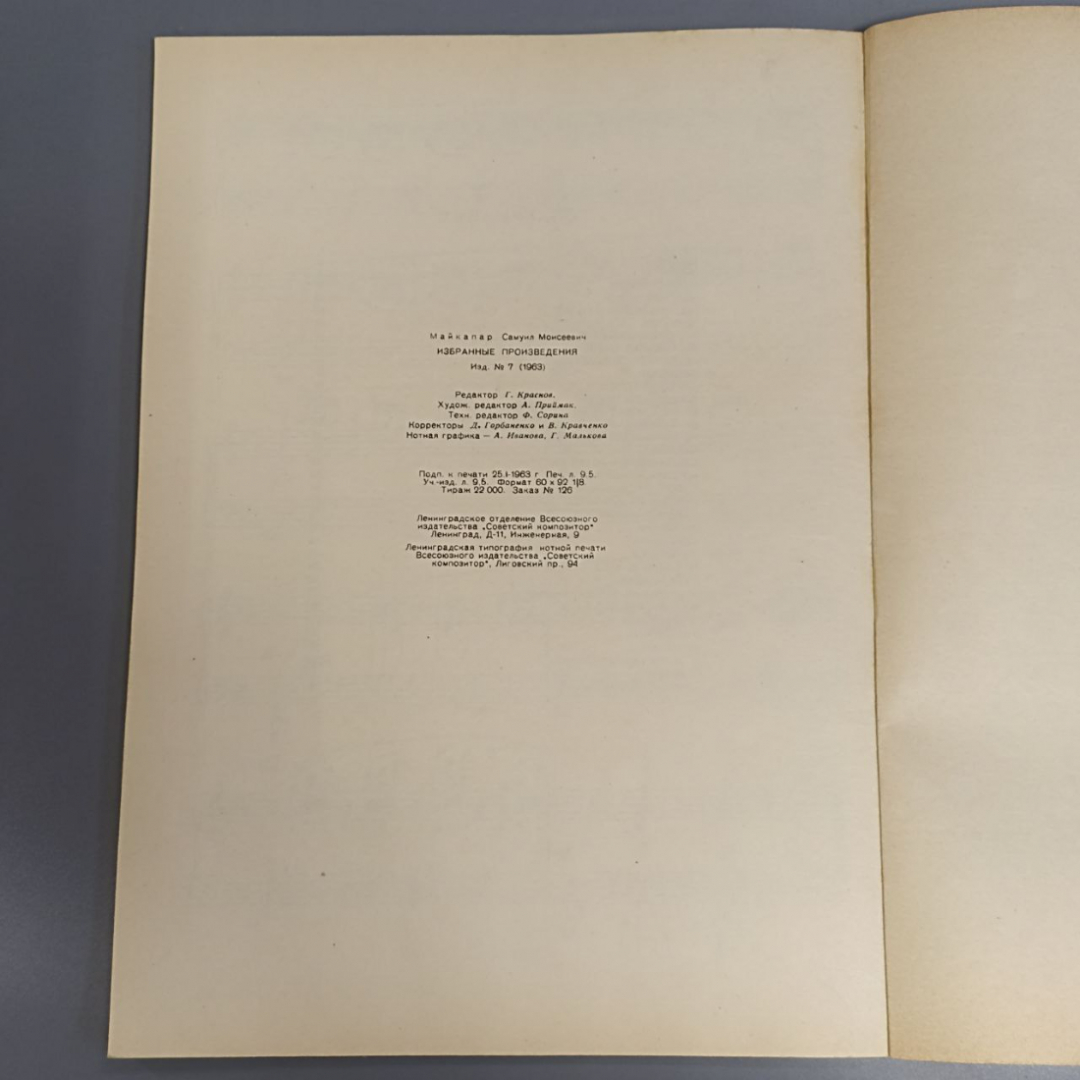 Майкапар Самуил Моисеевич
ИЗБРАННЫЕ ПРОИЗВЕДЕНИЯ
Изд. № 7 (1963)
Редактор Г. Краснов.
Худож. редактор А. Приймак.
Техн. редактор Ф. Сорина
Корректоры Д. Горбаненко и В. Кравченко
Нотная графика — А. Иванова, Г. Малькова
Подп. к печати 25.I-1963 г. Печ. л. 9.5.
Уч.-изд. л. 9.5. Формат 60 х 92 1|8.
Тираж 22 000. Заказ № 126
Ленинградское отделение Всесоюзного
издательства „Советский композитор"
Ленинград, Д-11, Инженерная, 9
Ленинградская типография нотной печати
Всесоюзного издательства „Советский
композитор", Лиговский пр., 94